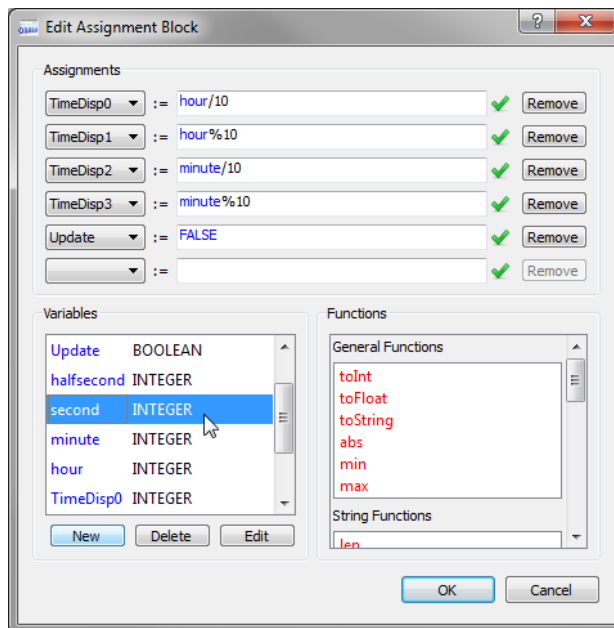 Edit Assignment Block
Assignments
TimeDisp0 := hour/10 Remove
TimeDisp1 := hour%10 Remove
TimeDisp2 := minute/10 Remove
TimeDisp3 := minute%10 Remove
Update := FALSE Remove
:= Remove
Variables
Update BOOLEAN
halfsecond INTEGER
second INTEGER
minute INTEGER
hour INTEGER
TimeDisp0 INTEGER
New Delete Edit
Functions
General Functions
toInt
toFloat
toString
abs
min
max
String Functions
len
OK Cancel